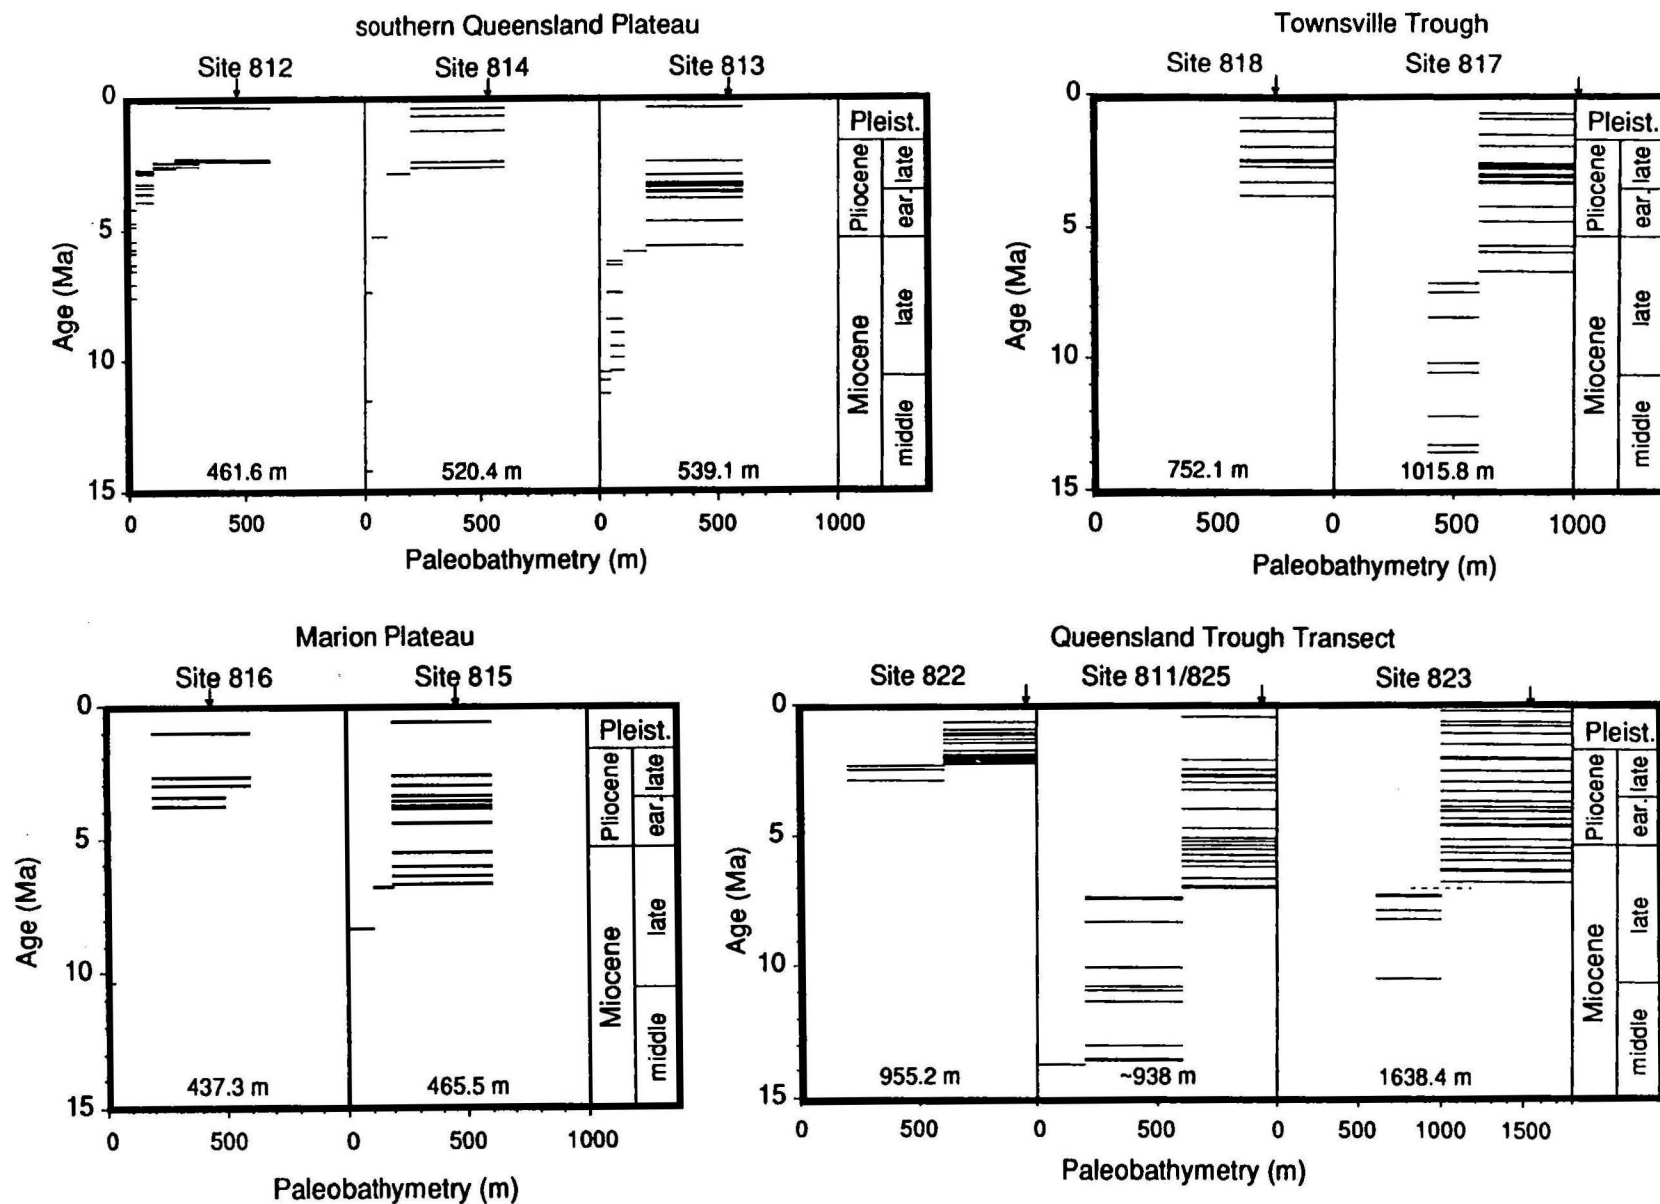 southern Queensland Plateau
Site 812 Site 814 Site 813
0
5
10
15
Age (Ma)
Pleist.
Pliocene
late
ear.
Miocene
late
middle
461.6 m 520.4 m 539.1 m
0 500 0 500 0 500 1000
Paleobathymetry (m)
Townsville Trough
Site 818 Site 817
0
5
10
15
Age (Ma)
Pleist.
Pliocene
late
ear.
Miocene
late
middle
752.1 m 1015.8 m
0 500 0 500 1000
Paleobathymetry (m)
Marion Plateau
Site 816 Site 815
0
5
10
15
Age (Ma)
Pleist.
Pliocene
late
ear.
Miocene
late
middle
437.3 m 465.5 m
0 500 0 500 1000
Paleobathymetry (m)
Queensland Trough Transect
Site 822 Site 811/825 Site 823
0
5
10
15
Age (Ma)
Pleist.
Pliocene
late
ear.
Miocene
late
middle
955.2 m ~938 m 1638.4 m
0 500 0 500 0 500 1000 1500
Paleobathymetry (m)